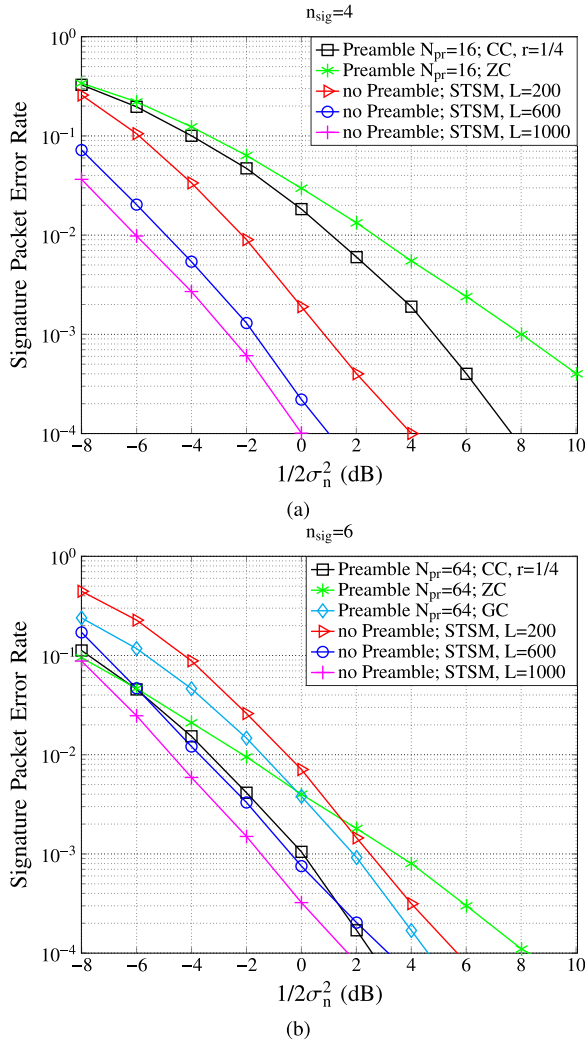 n_sig=4
Preamble N_pr=16; CC, r=1/4
Preamble N_pr=16; ZC
no Preamble; STSM, L=200
no Preamble; STSM, L=600
no Preamble; STSM, L=1000
Signature Packet Error Rate
10^0
10^-1
10^-2
10^-3
10^-4
−8 −6 −4 −2 0 2 4 6 8 10
1/2σ_n^2 (dB)
(a)
n_sig=6
Preamble N_pr=64; CC, r=1/4
Preamble N_pr=64; ZC
Preamble N_pr=64; GC
no Preamble; STSM, L=200
no Preamble; STSM, L=600
no Preamble; STSM, L=1000
Signature Packet Error Rate
10^0
10^-1
10^-2
10^-3
10^-4
−8 −6 −4 −2 0 2 4 6 8 10
1/2σ_n^2 (dB)
(b)